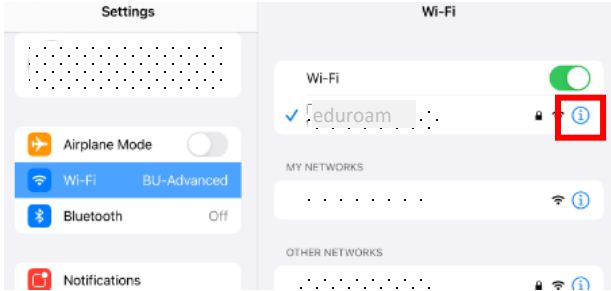 Settings
Airplane Mode
Wi-Fi BU-Advanced
Bluetooth Off
Notifications
Wi-Fi
Wi-Fi
eduroam
MY NETWORKS
OTHER NETWORKS